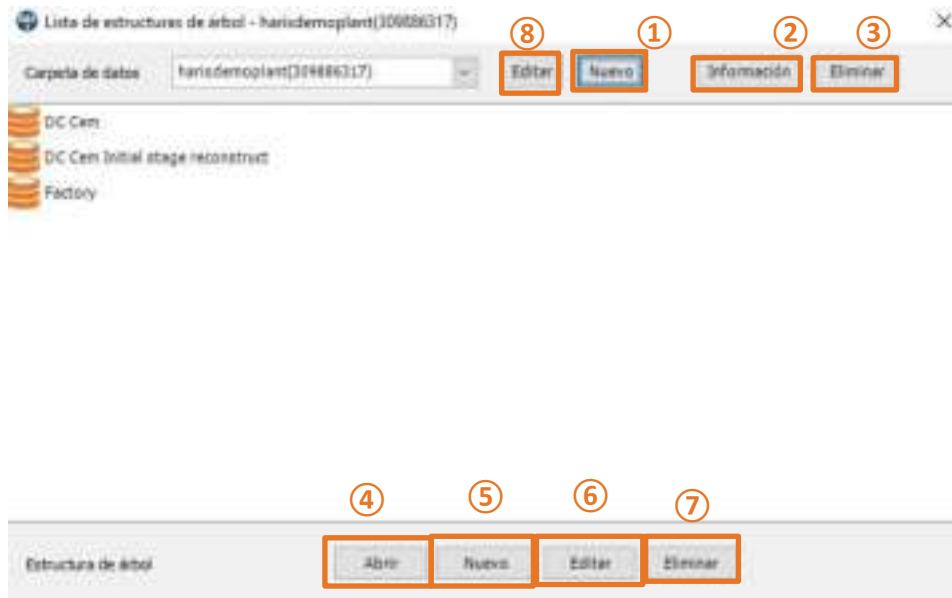 Lista de estructuras de árbol - harisdemoplant(309886317)
⑧ ① ② ③
Carpeta de datos harisdemoplant(309886317) Editar Nuevo Información Eliminar
DC Cem
DC Cem Initial stage reconstruct
Factory
④ ⑤ ⑥ ⑦
Estructura de árbol Abrir Nuevo Editar Eliminar